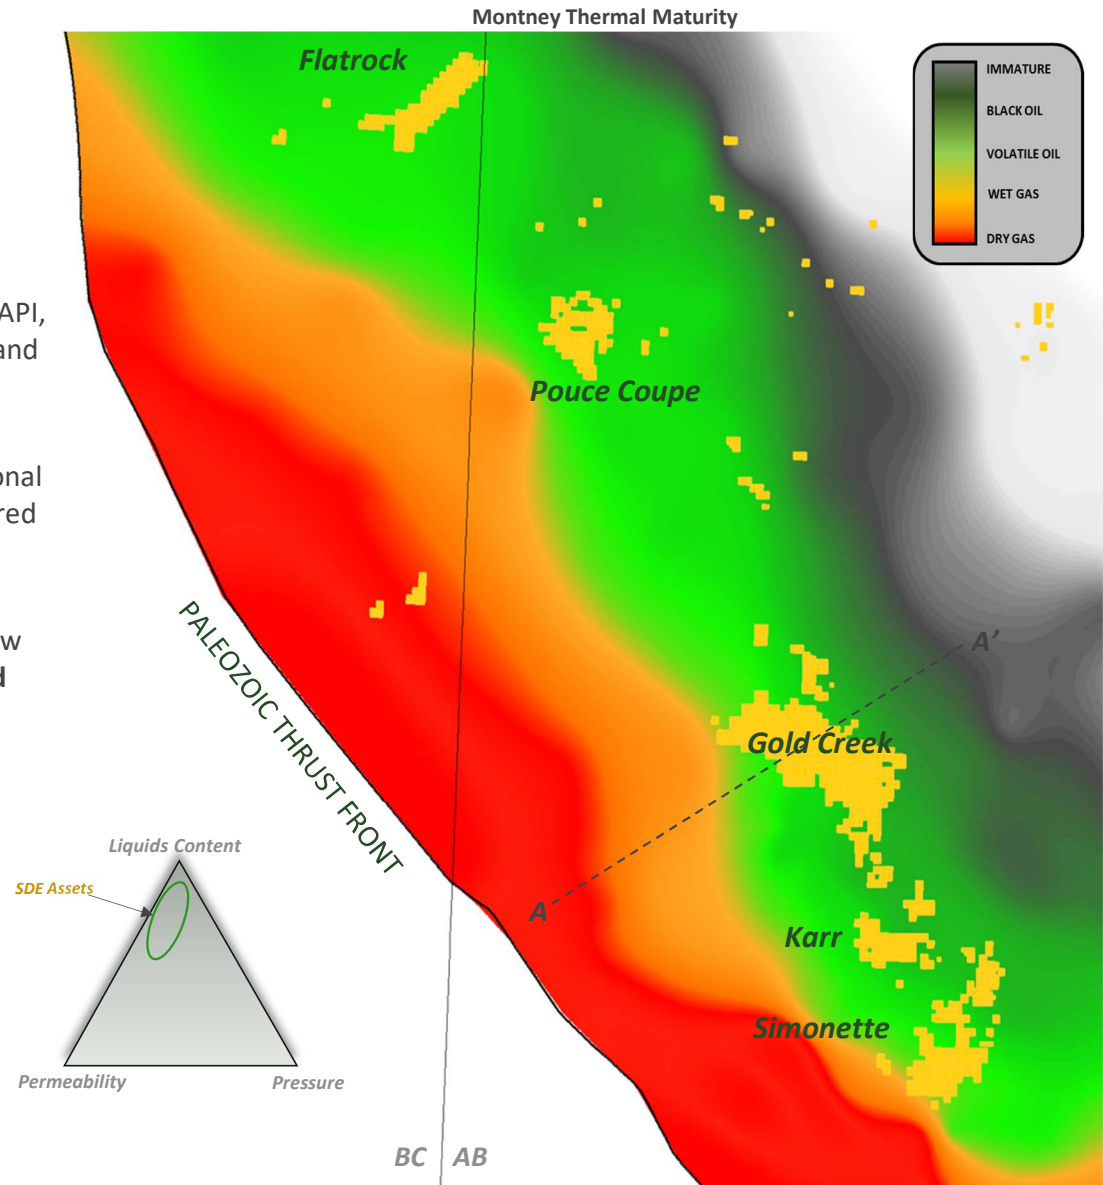 Montney Thermal Maturity
Flatrock
IMMATURE
BLACK OIL
VOLATILE OIL
WET GAS
DRY GAS
API,
and
Pouce Coupe
onal
red
ow
d
PALEOZOIC THRUST FRONT
A’
Gold Creek
Liquids Content
SDE Assets
A
Karr
Simonette
Permeability
Pressure
BC
AB